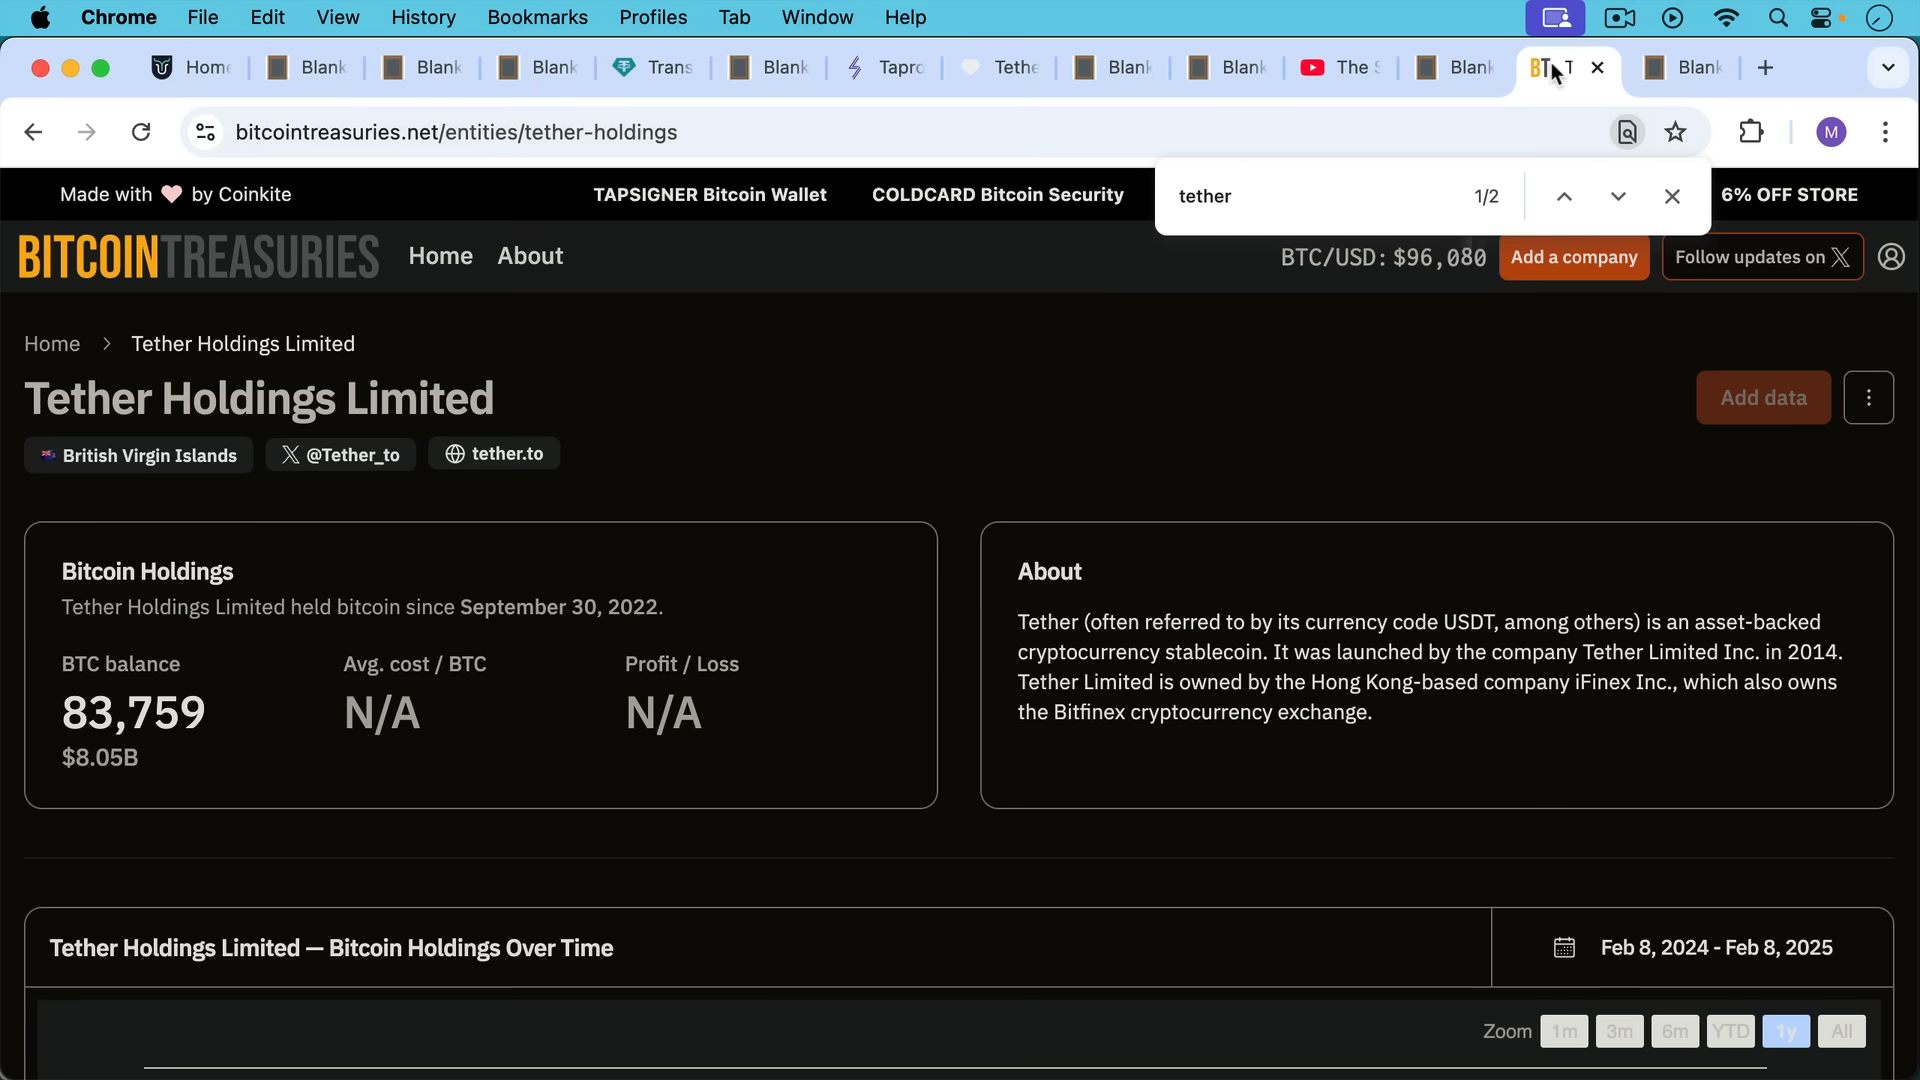 Chrome File Edit View History Bookmarks Profiles Tab Window Help
Home Blank Blank Blank Trans Blank Tapro Tethe Blank Blank The S Blank BT T Blank
bitcointreasuries.net/entities/tether-holdings
M
tether 1/2
Made with by Coinkite TAPSIGNER Bitcoin Wallet COLDCARD Bitcoin Security 6% OFF STORE
BITCOINTREASURIES Home About BTC/USD: $96,080 Add a company Follow updates on X
Home > Tether Holdings Limited
Tether Holdings Limited
Add data
British Virgin Islands X @Tether_to tether.to
Bitcoin Holdings
Tether Holdings Limited held bitcoin since September 30, 2022.
BTC balance Avg. cost / BTC Profit / Loss
83,759 N/A N/A
$8.05B
About
Tether (often referred to by its currency code USDT, among others) is an asset-backed
cryptocurrency stablecoin. It was launched by the company Tether Limited Inc. in 2014.
Tether Limited is owned by the Hong Kong-based company iFinex Inc., which also owns
the Bitfinex cryptocurrency exchange.
Tether Holdings Limited — Bitcoin Holdings Over Time
Feb 8, 2024 - Feb 8, 2025
Zoom 1m 3m 6m YTD 1y All